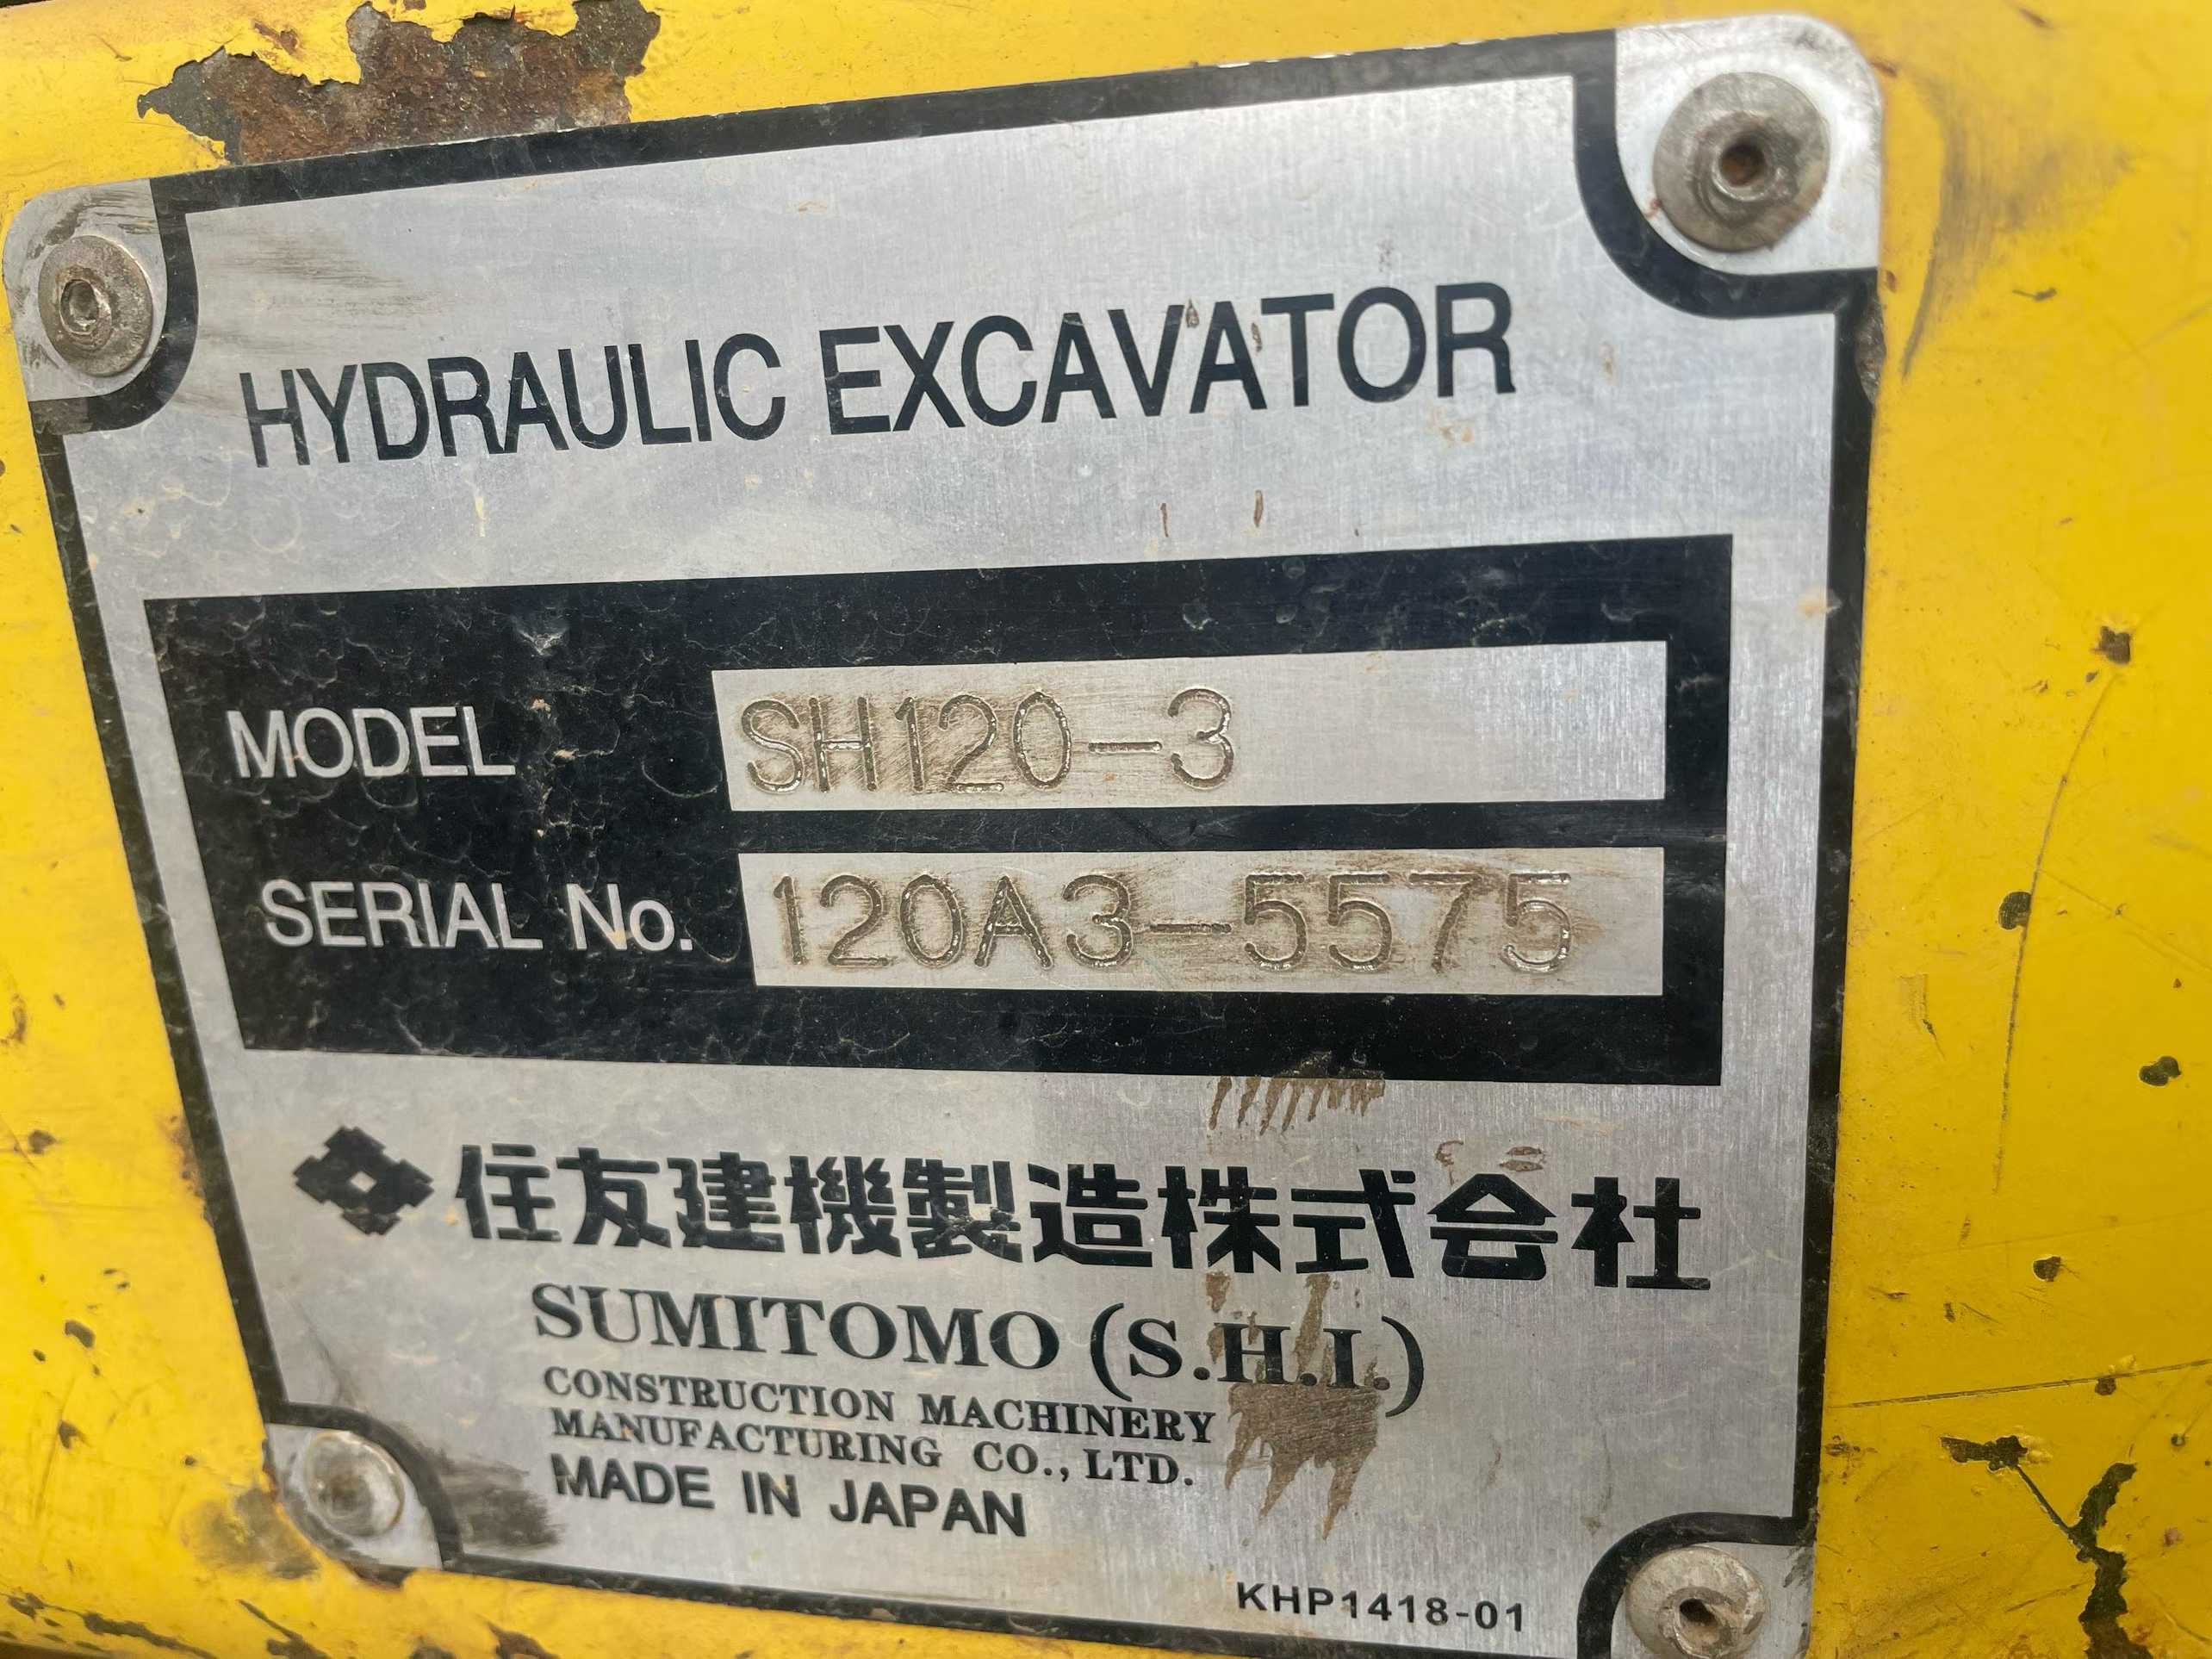 HYDRAULIC EXCAVATOR
MODEL SH120-3
SERIAL No. 120A3-5575
住友建機製造株式会社
SUMITOMO (S.H.I.)
CONSTRUCTION MACHINERY
MANUFACTURING CO., LTD.
MADE IN JAPAN
KHP1418-01